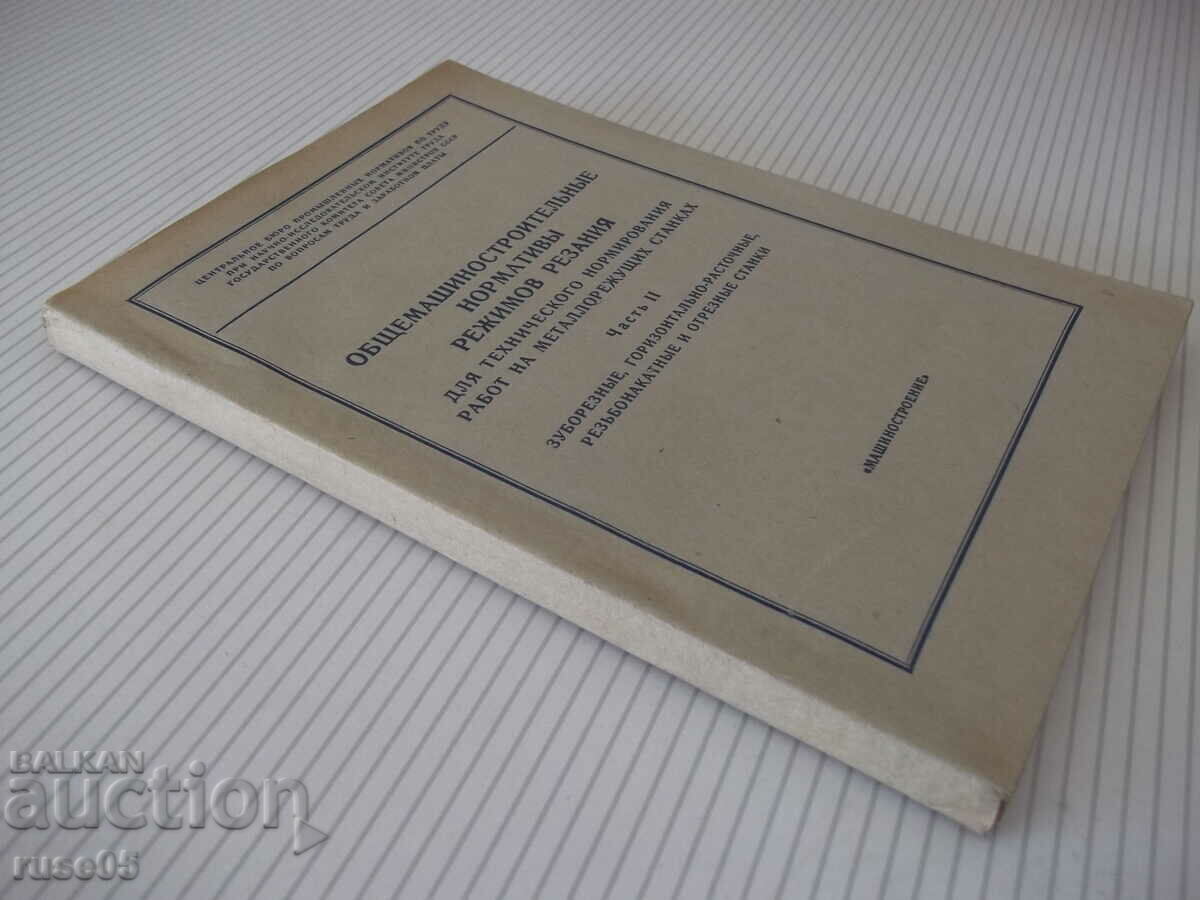 ЦЕНТРАЛЬНОЕ БЮРО ПРОМЫШЛЕННЫХ НОРМАТИВОВ ПО ТРУДУ
ПРИ НАУЧНО-ИССЛЕДОВАТЕЛЬСКОМ ИНСТИТУТЕ ТРУДА
ГОСУДАРСТВЕННОГО КОМИТЕТА СОВЕТА МИНИСТРОВ СССР
ПО ВОПРОСАМ ТРУДА И ЗАРАБОТНОЙ ПЛАТЫ
ОБЩЕМАШИНОСТРОИТЕЛЬНЫЕ
НОРМАТИВЫ
РЕЖИМОВ РЕЗАНИЯ
ДЛЯ ТЕХНИЧЕСКОГО НОРМИРОВАНИЯ
РАБОТ НА МЕТАЛЛОРЕЖУЩИХ СТАНКАХ
Часть II
ЗУБОРЕЗНЫЕ, ГОРИЗОНТАЛЬНО-РАСТОЧНЫЕ,
РЕЗЬБОНАКАТНЫЕ И ОТРЕЗНЫЕ СТАНКИ
«МАШИНОСТРОЕНИЕ»
BALKAN
auction
ruse05